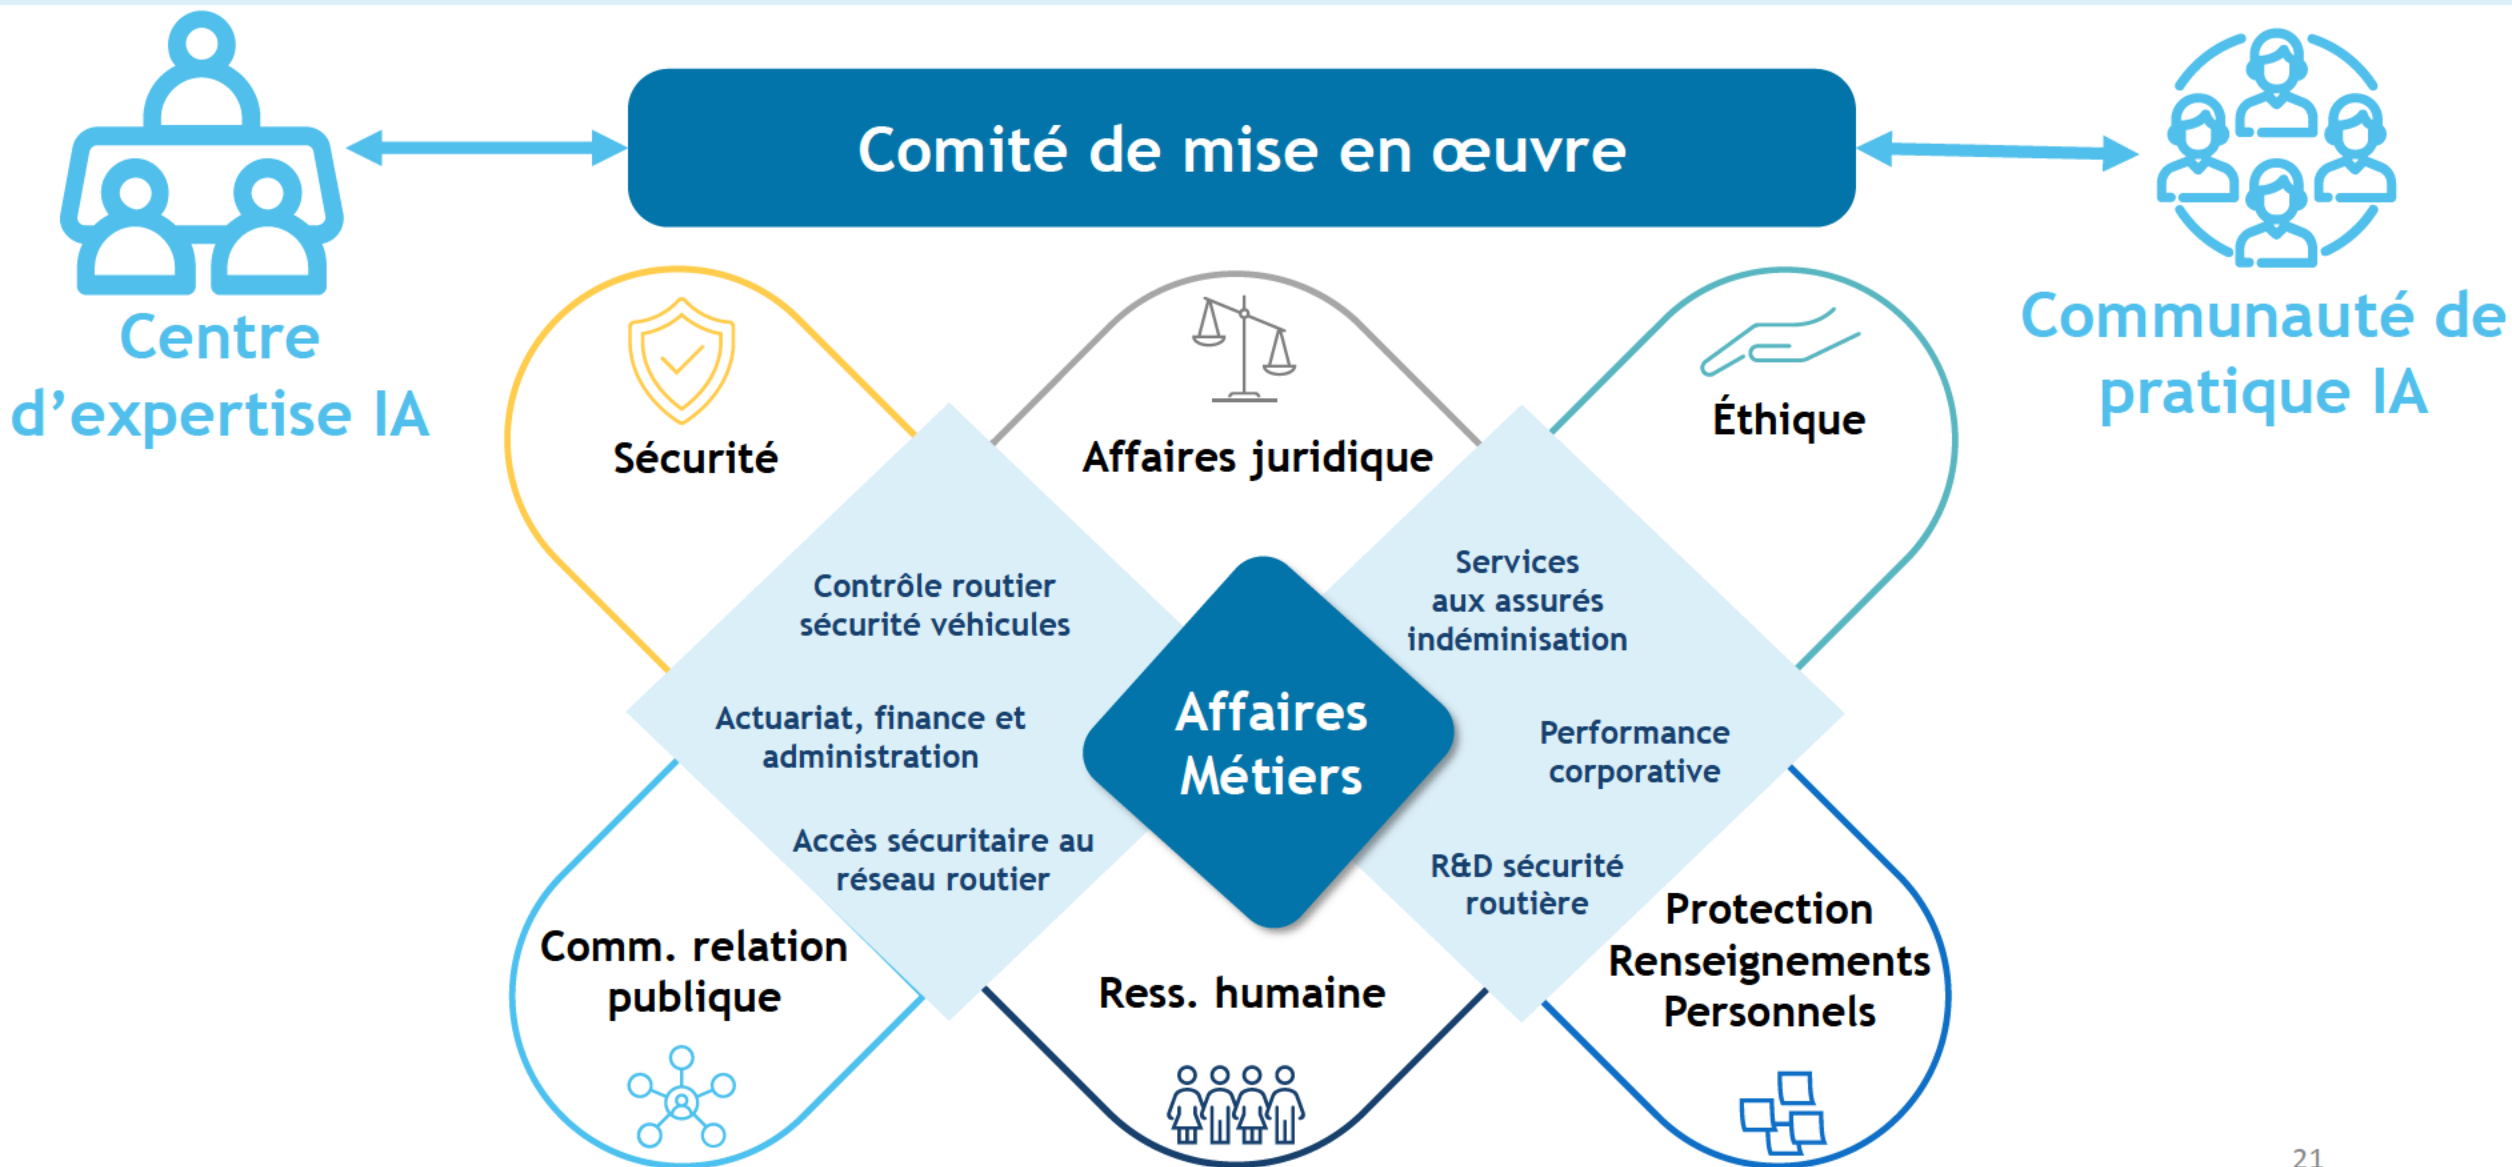 Comité de mise en œuvre
Centre
d’expertise IA
Communauté de
pratique IA
Sécurité
Affaires juridique
Éthique
Contrôle routier
sécurité véhicules
Actuariat, finance et
administration
Accès sécuritaire au
réseau routier
Affaires
Métiers
Services
aux assurés
indéminisation
Performance
corporative
R&D sécurité
routière
Comm. relation
publique
Ress. humaine
Protection
Renseignements
Personnels
21